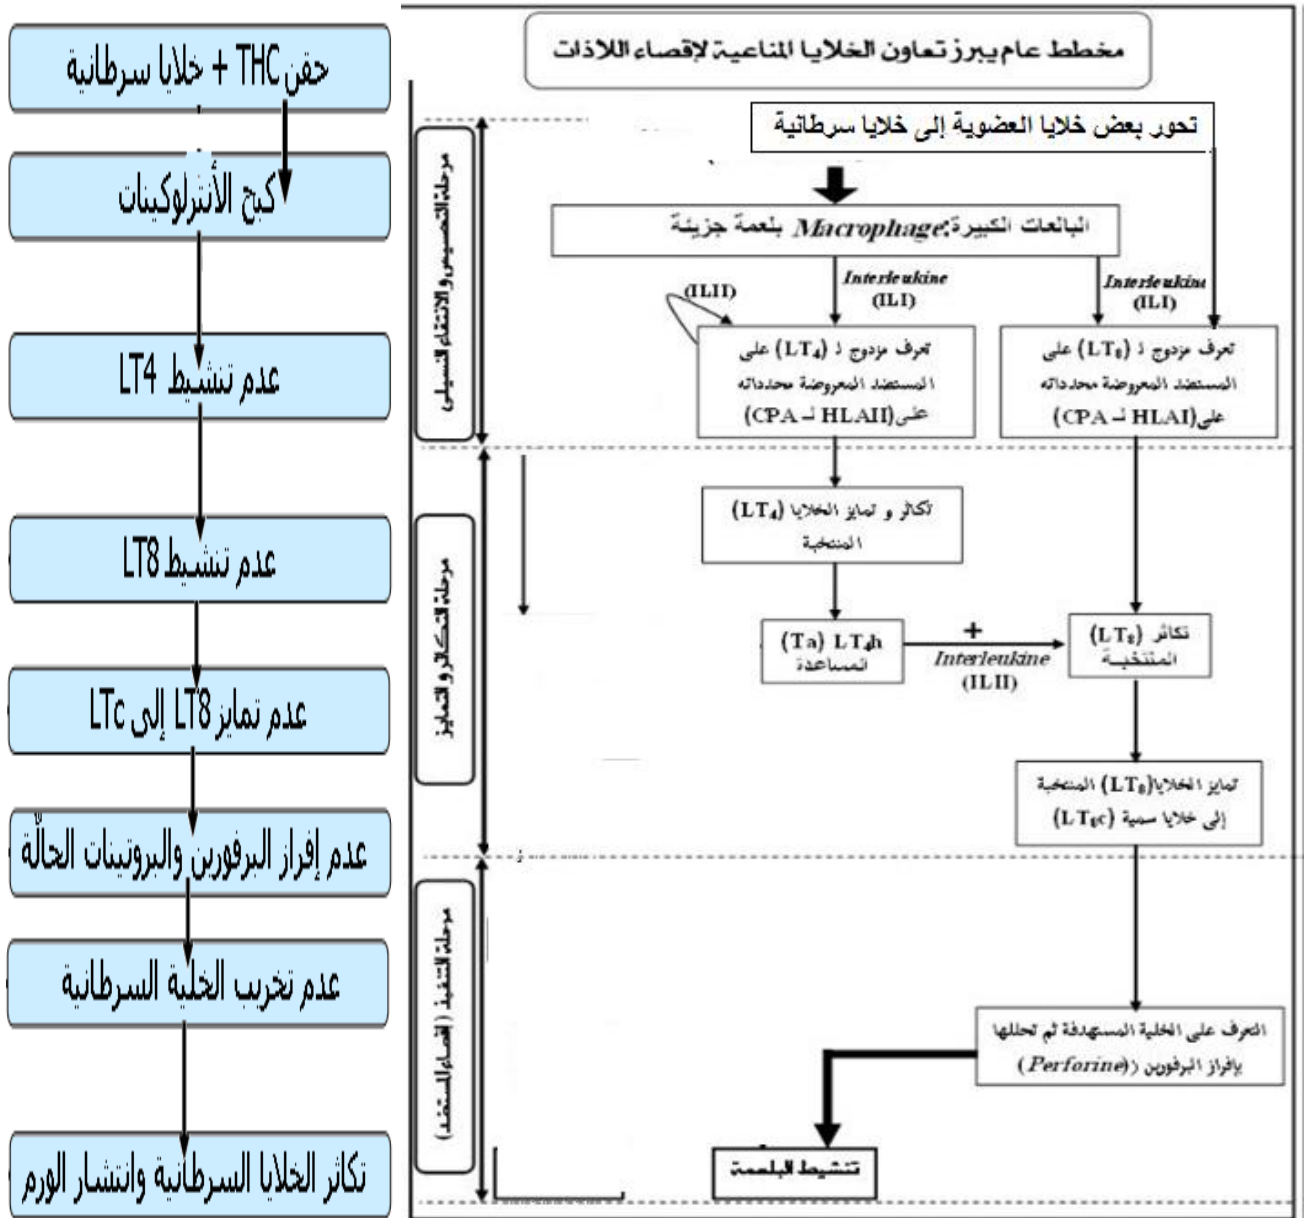 حقن THC + خلايا سرطانية
كبح الأنترلوكينات
عدم تنشيط LT4
عدم تنشيط LT8
عدم تمايز LT8 إلى LTc
عدم إفراز البرفورين والبروتينات الحالّة
عدم تخريب الخلية السرطانية
تكاثر الخلايا السرطانية وانتشار الورم
مخطط عام يبرز تعاون الخلايا المناعية لإقصاء اللاذات
تحور بعض خلايا العضوية إلى خلايا سرطانية
البالعات الكبيرة:Macrophage بلعمة جزيئة
Interleukine
(ILI)
Interleukine
(ILI)
(ILII)
تعرف مزدوج لـ (LT8) على
المستضد المعروضة محدداته
على(CPA لـ HLAI)
تعرف مزدوج لـ (LT4) على
المستضد المعروضة محدداته
على(CPA لـ HLAII)
مرحلة التحسيس و الانتقاء النسيلي
تكاثر و تمايز الخلايا (LT4)
المنتخبة
(Ta) LT4h
المساعدة
+
Interleukine
(ILII)
تكاثر (LT8)
المنتخبة
تمايز الخلايا(LT8) المنتخبة
إلى خلايا سمية (LT8c)
مرحلة التكاثر و التمايز
التعرف على الخلية المستهدفة ثم تحللها
بإفراز البرفورين (Perforine)
تنشيط البلعمة
مرحلة التنفيذ (إقصاء المستضد)